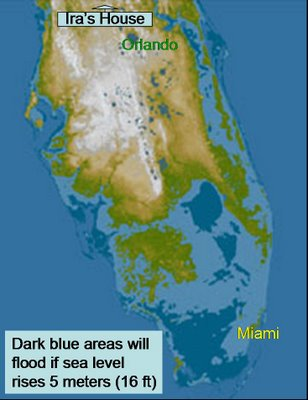 Ira's House
Orlando
Miami
Dark blue areas will
flood if sea level
rises 5 meters (16 ft)